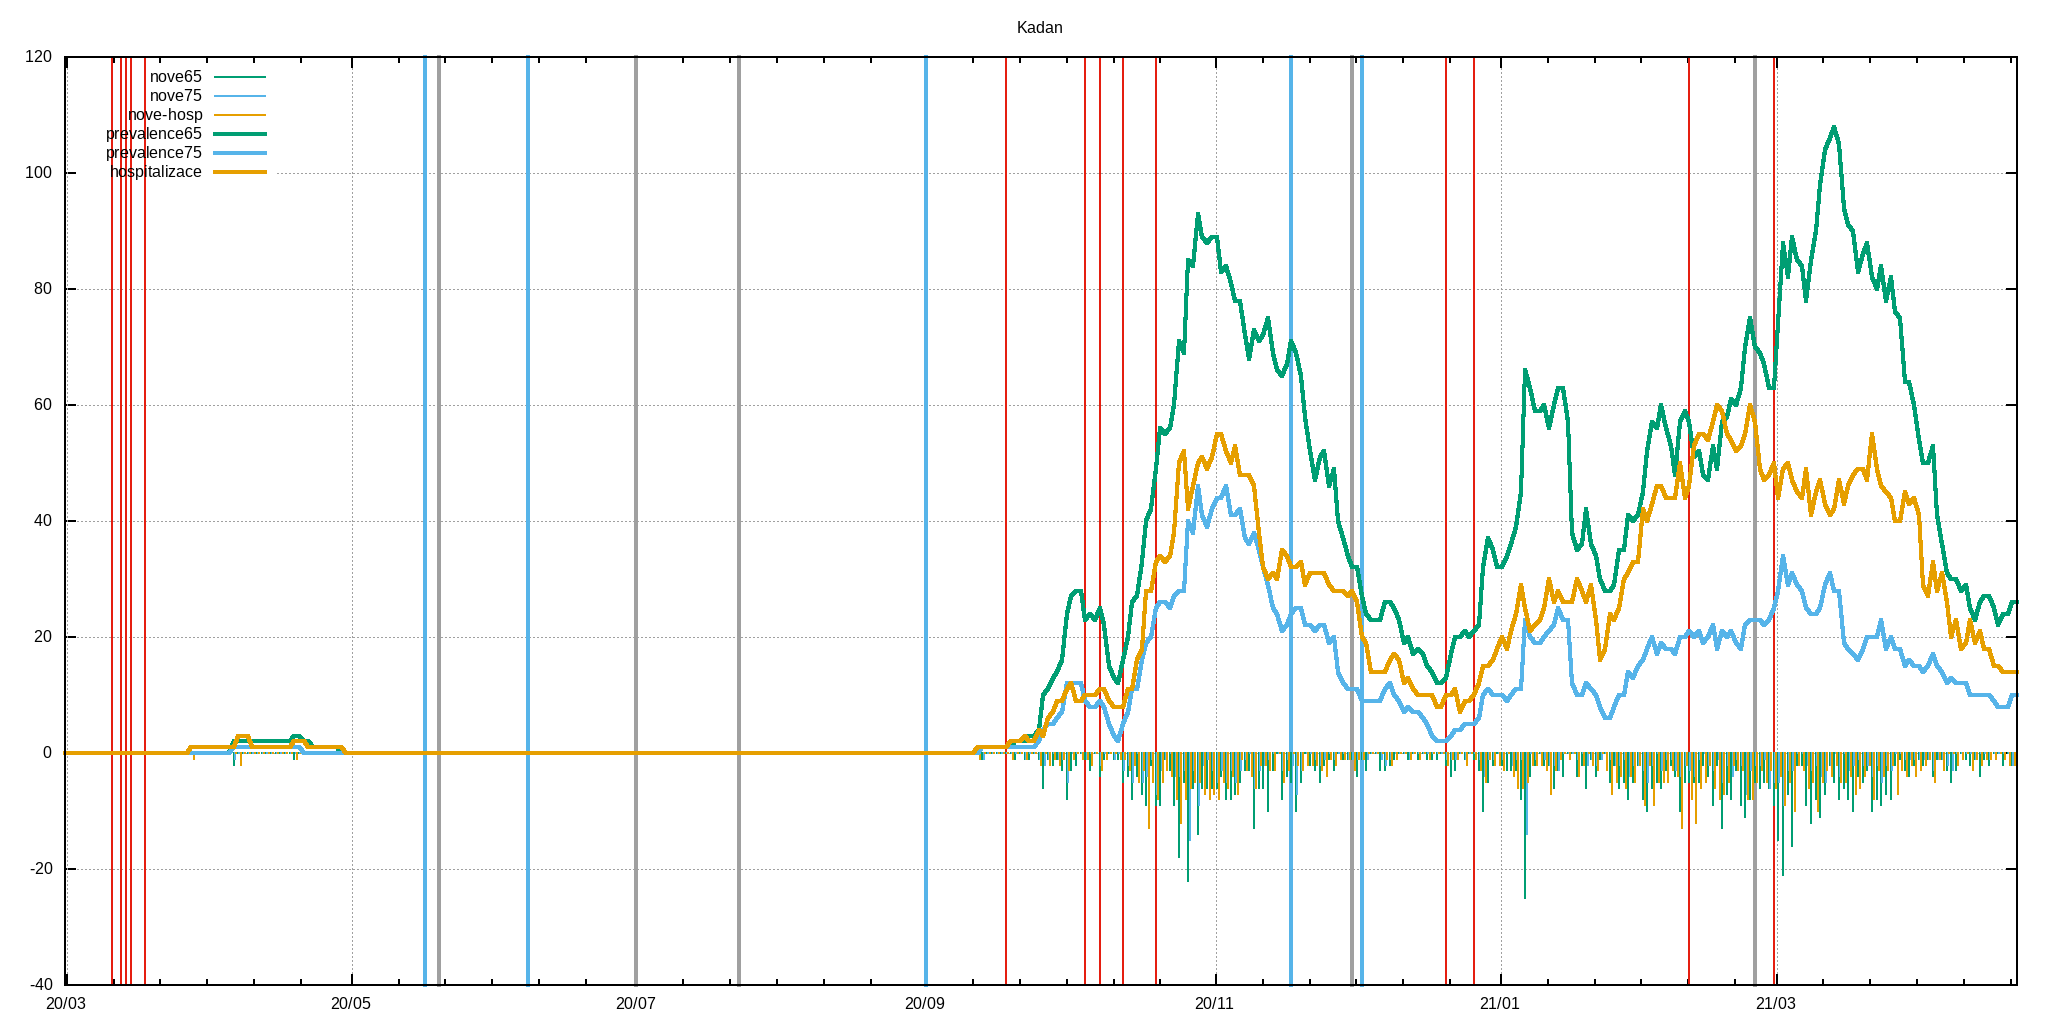 Kadan
120
100
80
60
40
20
0
-20
-40
nove65
nove75
nove-hosp
prevalence65
prevalence75
hospitalizace
20/03 20/05 20/07 20/09 20/11 21/01 21/03